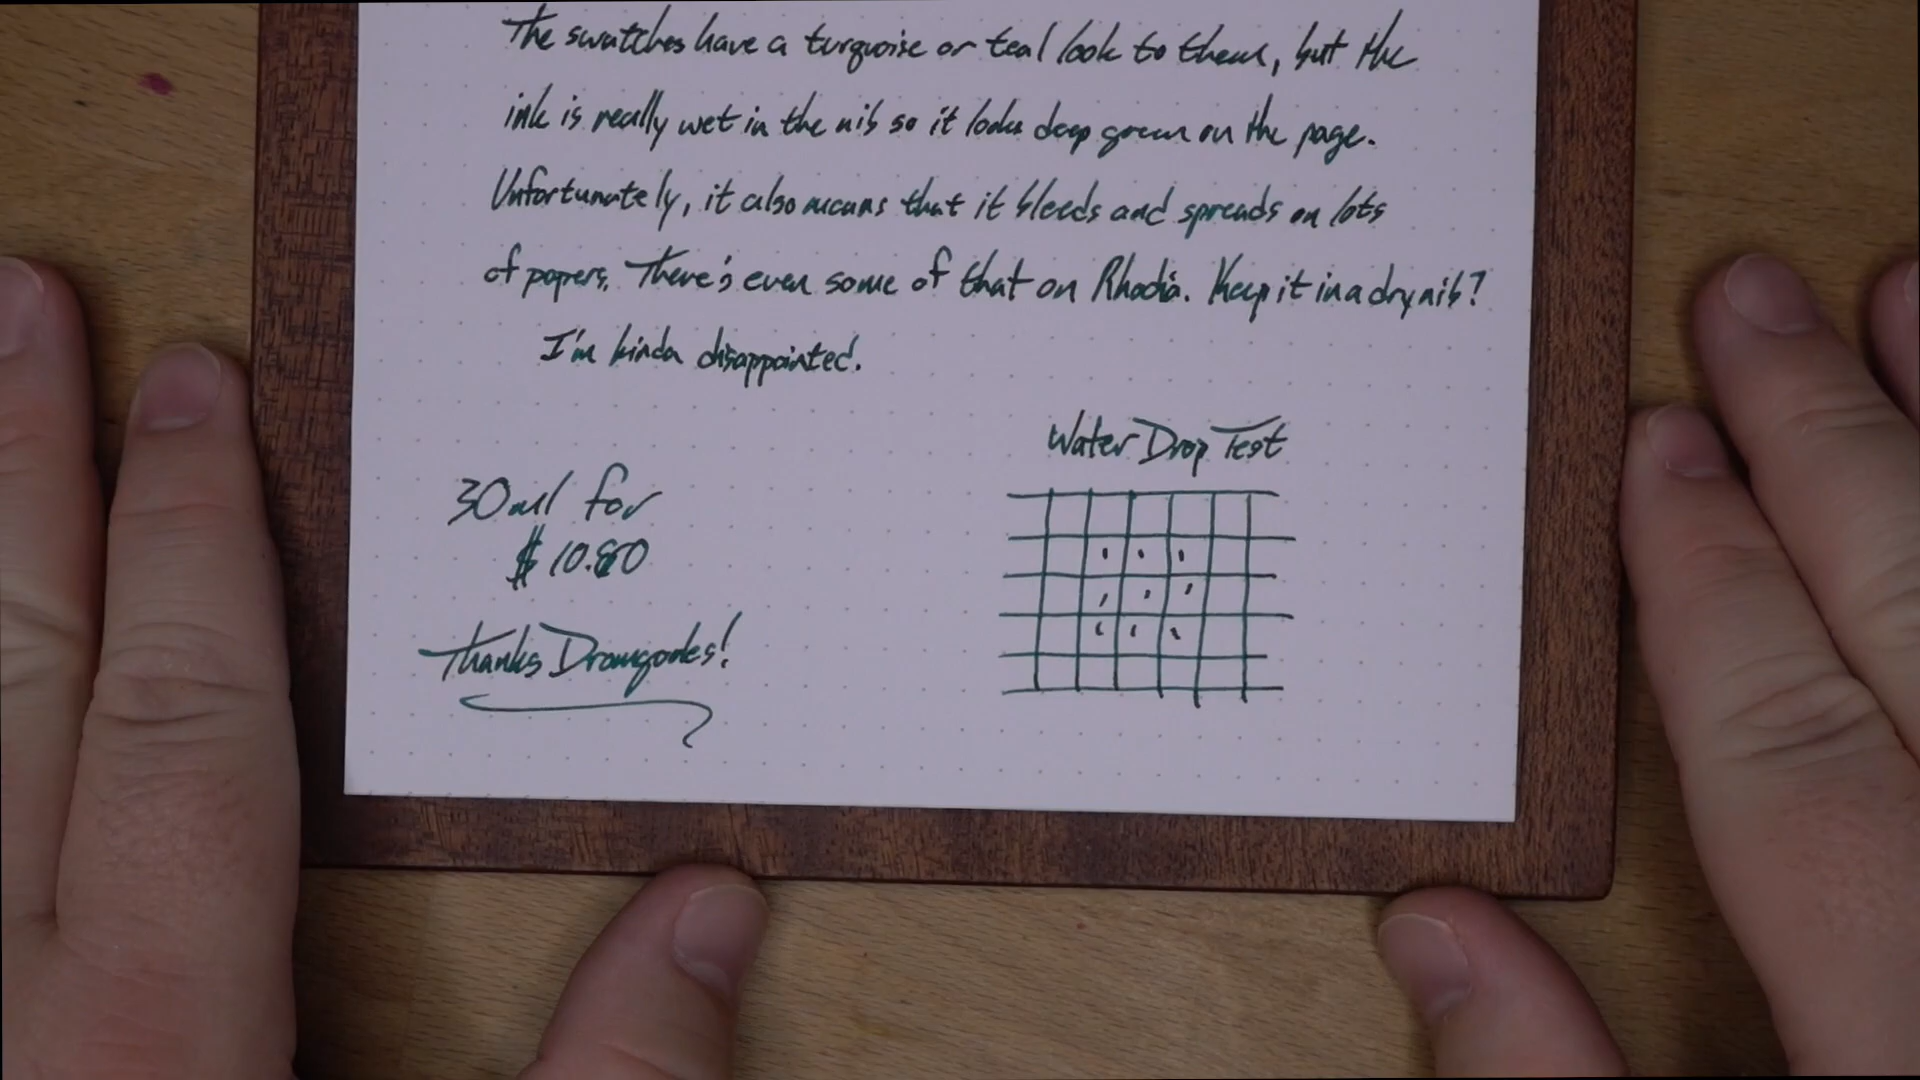 The swatches have a turquoise or teal look to them, but the
ink is really wet in the nib so it looks deep green on the page.
Unfortunately, it also means that it bleeds and spreads on lots
of papers. There's even some of that on Rhodia. Keep it in a dry nib?
I'm kinda disappointed.
Water Drop Test
30ml for
$10.80
Thanks Dromgooles!